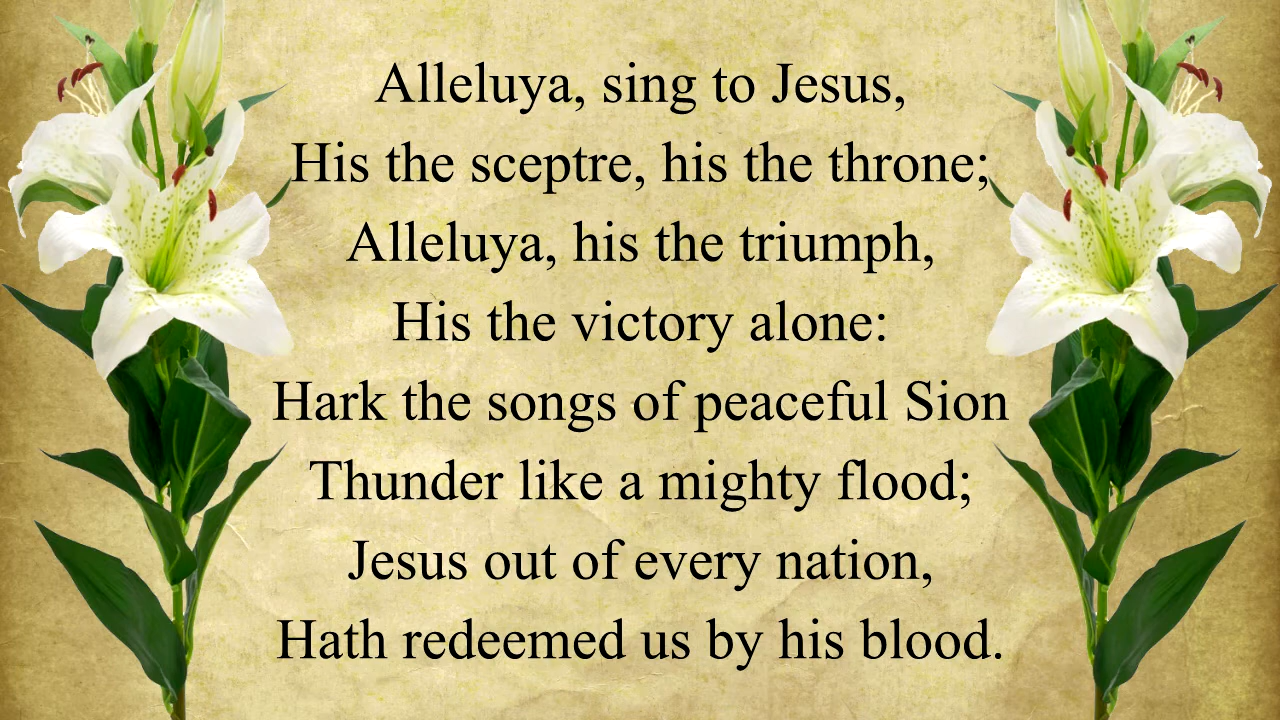 Alleluya, sing to Jesus,
His the sceptre, his the throne;
Alleluya, his the triumph,
His the victory alone:
Hark the songs of peaceful Sion
Thunder like a mighty flood;
Jesus out of every nation,
Hath redeemed us by his blood.